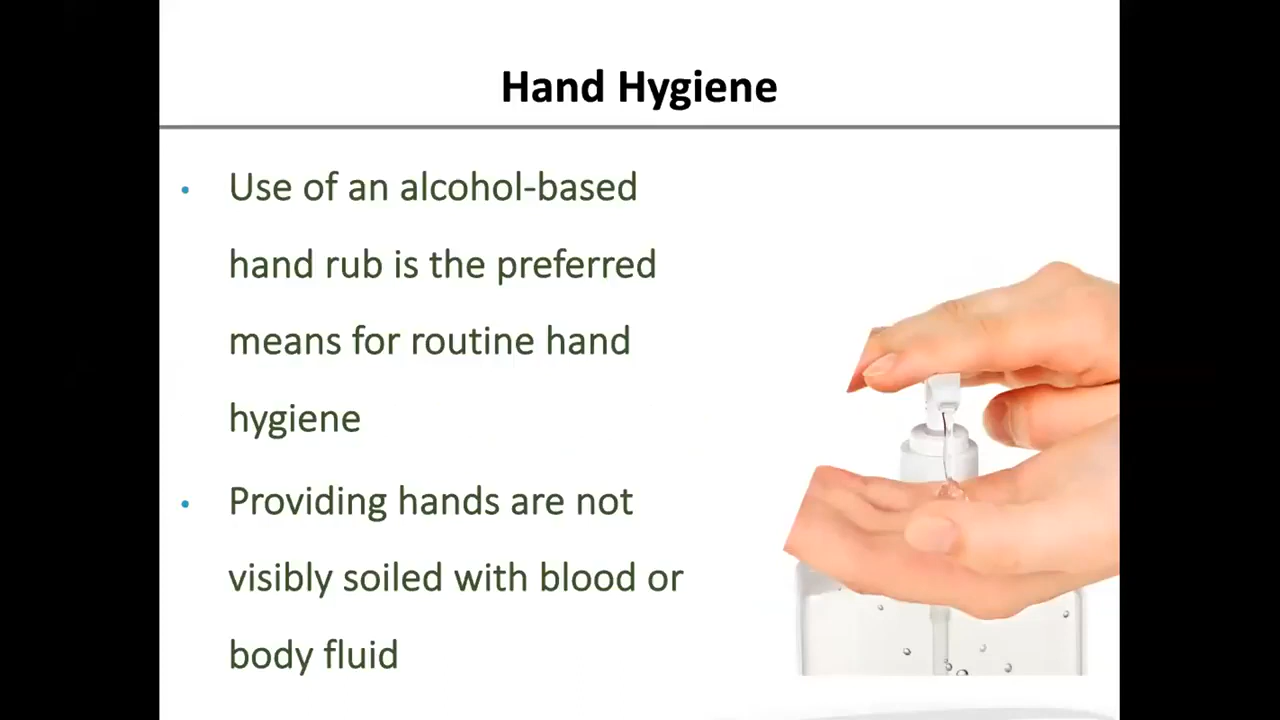 Hand Hygiene
• Use of an alcohol-based
hand rub is the preferred
means for routine hand
hygiene
• Providing hands are not
visibly soiled with blood or
body fluid